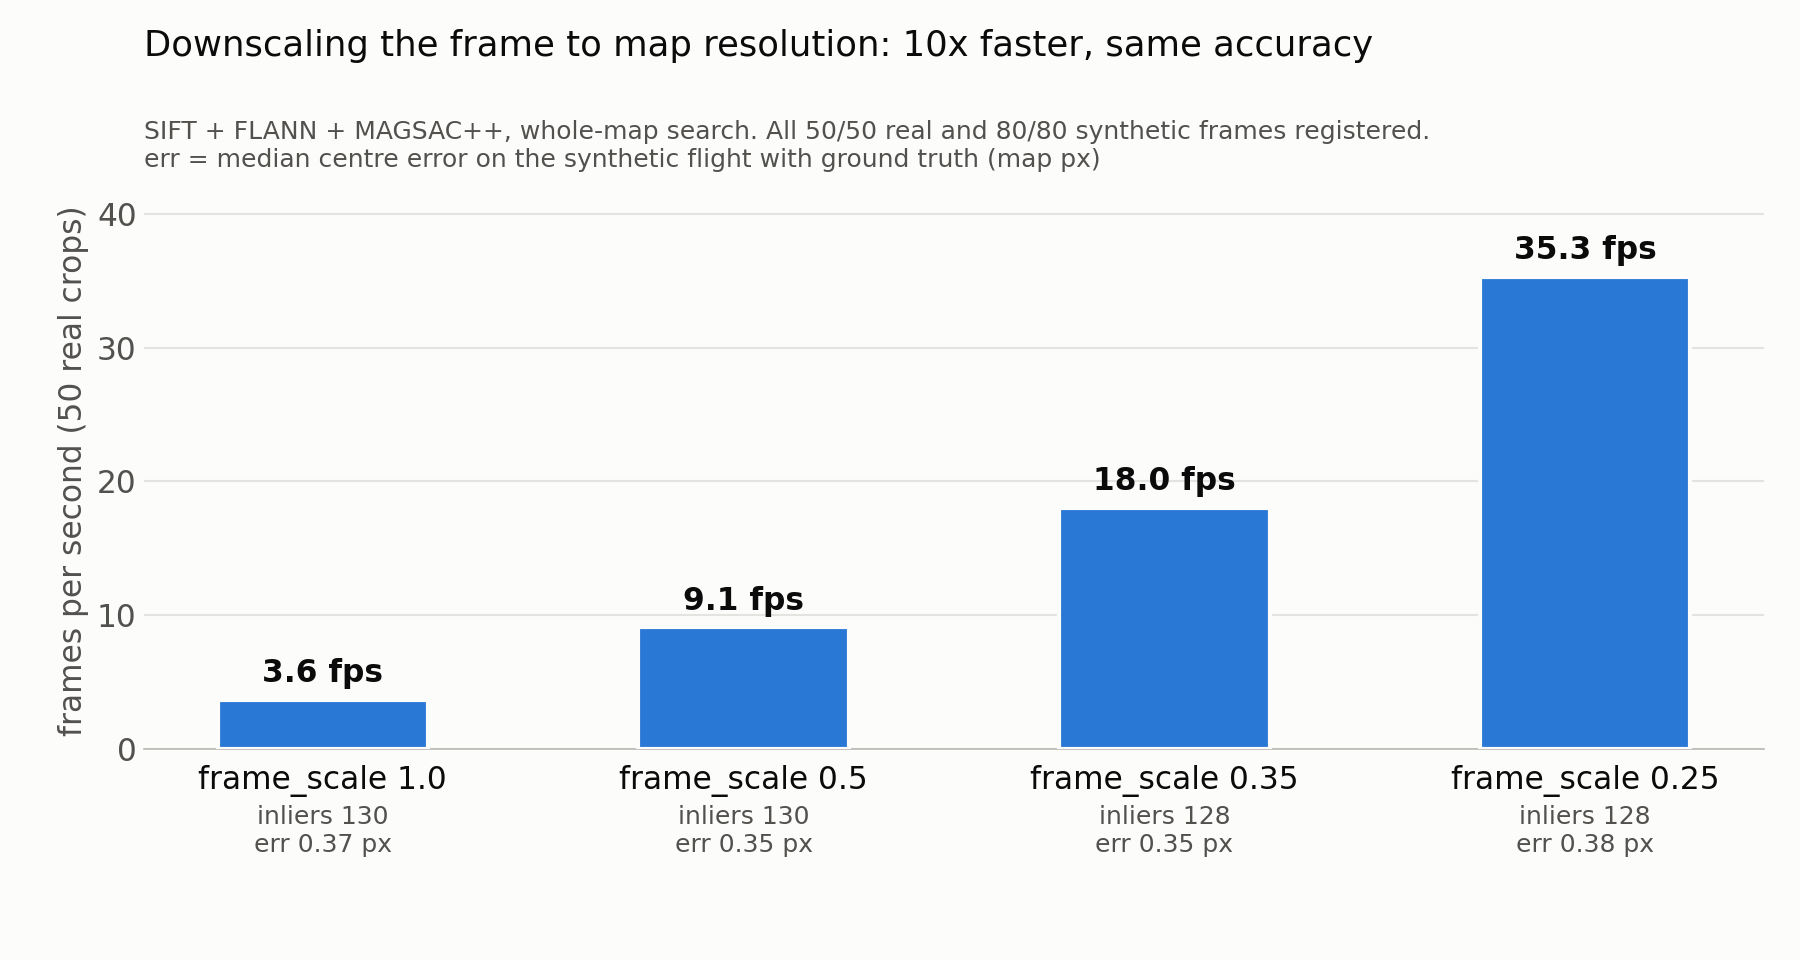 Downscaling the frame to map resolution: 10x faster, same accuracy
SIFT + FLANN + MAGSAC++, whole-map search. All 50/50 real and 80/80 synthetic frames registered.
err = median centre error on the synthetic flight with ground truth (map px)
frames per second (50 real crops)
40
30
20
10
0
3.6 fps
9.1 fps
18.0 fps
35.3 fps
frame_scale 1.0
inliers 130
err 0.37 px
frame_scale 0.5
inliers 130
err 0.35 px
frame_scale 0.35
inliers 128
err 0.35 px
frame_scale 0.25
inliers 128
err 0.38 px